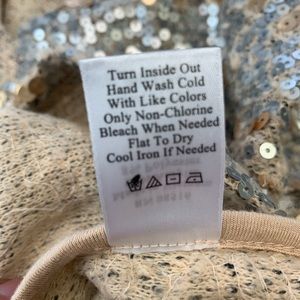 Turn Inside Out
Hand Wash Cold
With Like Colors
Only Non-Chlorine
Bleach When Needed
Flat To Dry
Cool Iron If Needed